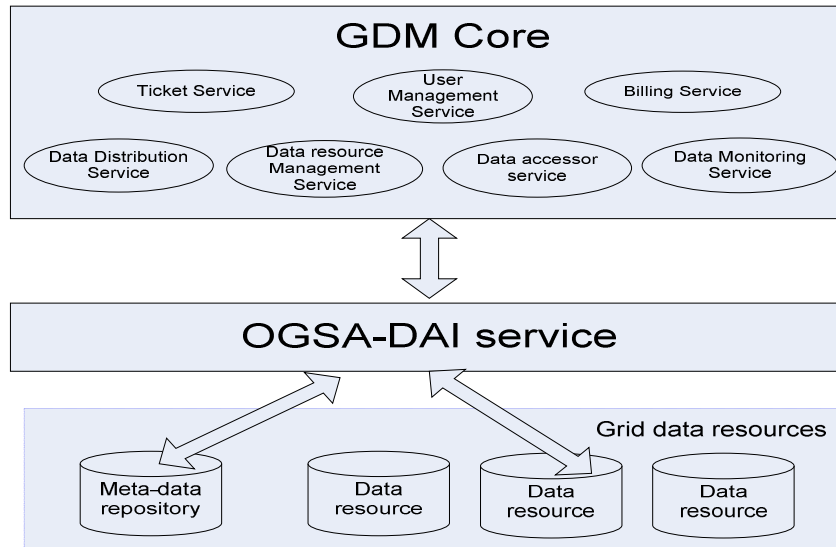 GDM Core
Ticket Service
User
Management
Service
Billing Service
Data Distribution
Service
Data resource
Management
Service
Data accessor
service
Data Monitoring
Service
OGSA-DAI service
Grid data resources
Meta-data
repository
Data
resource
Data
resource
Data
resource